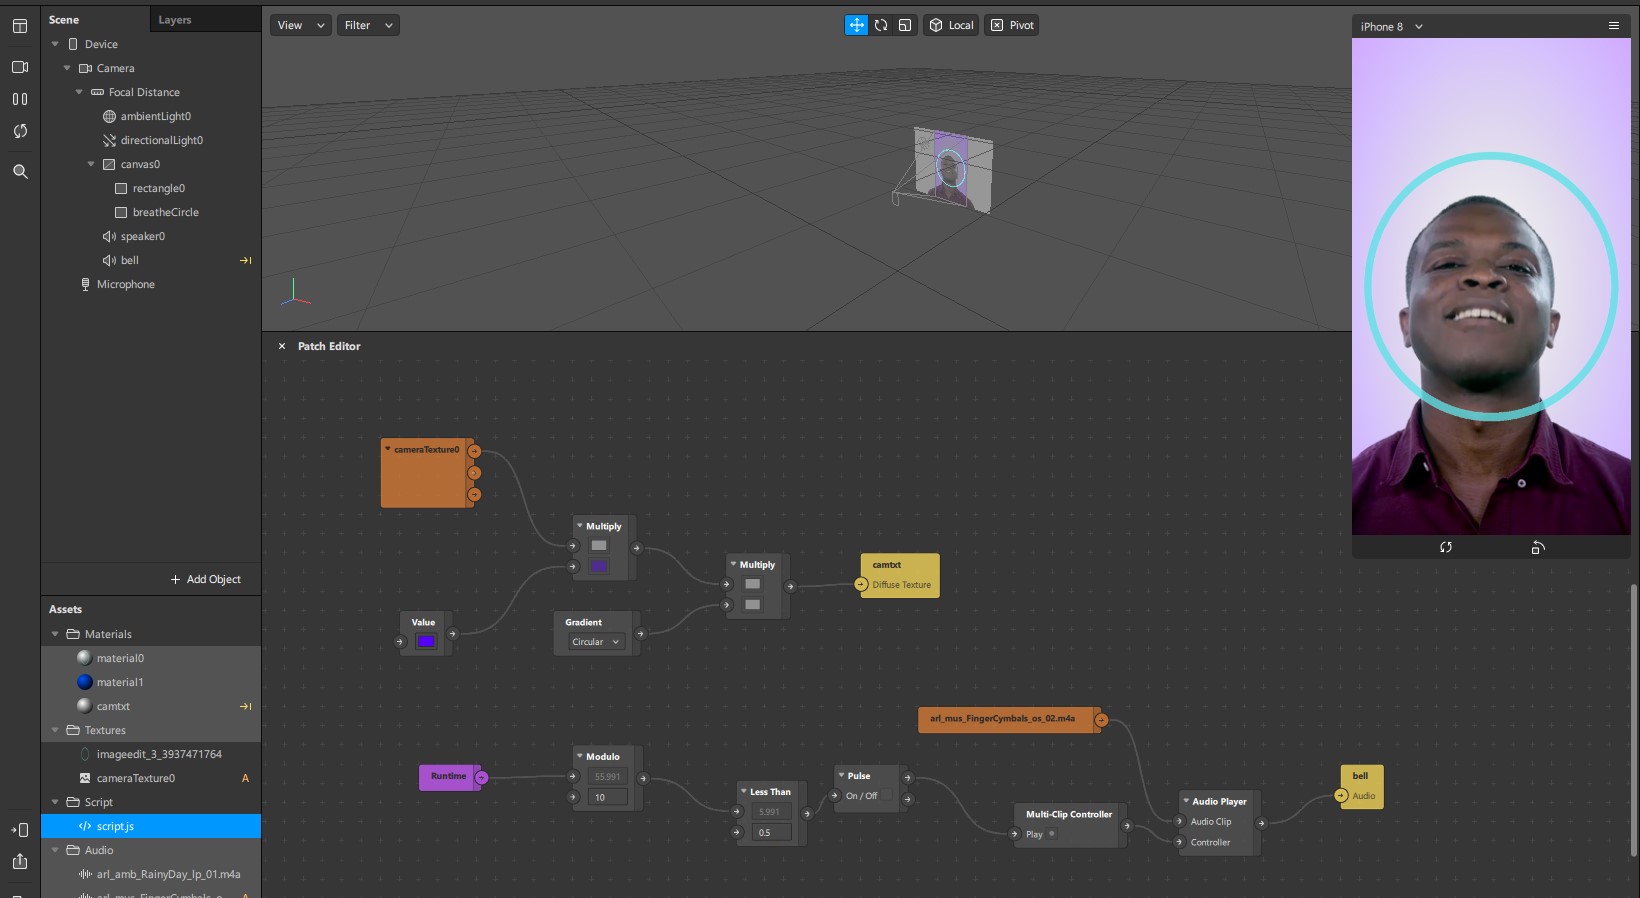 Scene
Layers
Device
Camera
Focal Distance
ambientLight0
directionalLight0
canvas0
rectangle0
breatheCircle
speaker0
bell
Microphone
Add Object
Assets
Materials
material0
material1
camtxt
Textures
imageedit_3_3937471764
cameraTexture0 A
Script
script.js
Audio
arl_amb_RainyDay_lp_01.m4a
View
Filter
Local
Pivot
iPhone 8
Patch Editor
cameraTexture0
Multiply
Multiply
camtxt
Diffuse Texture
Value
Gradient
Circular
arl_mus_FingerCymbals_os_02.m4a
Runtime
Modulo
55.991
10
Less Than
5.991
0.5
Pulse
On / Off
Multi-Clip Controller
Play
Audio Player
Audio Clip
Controller
bell
Audio